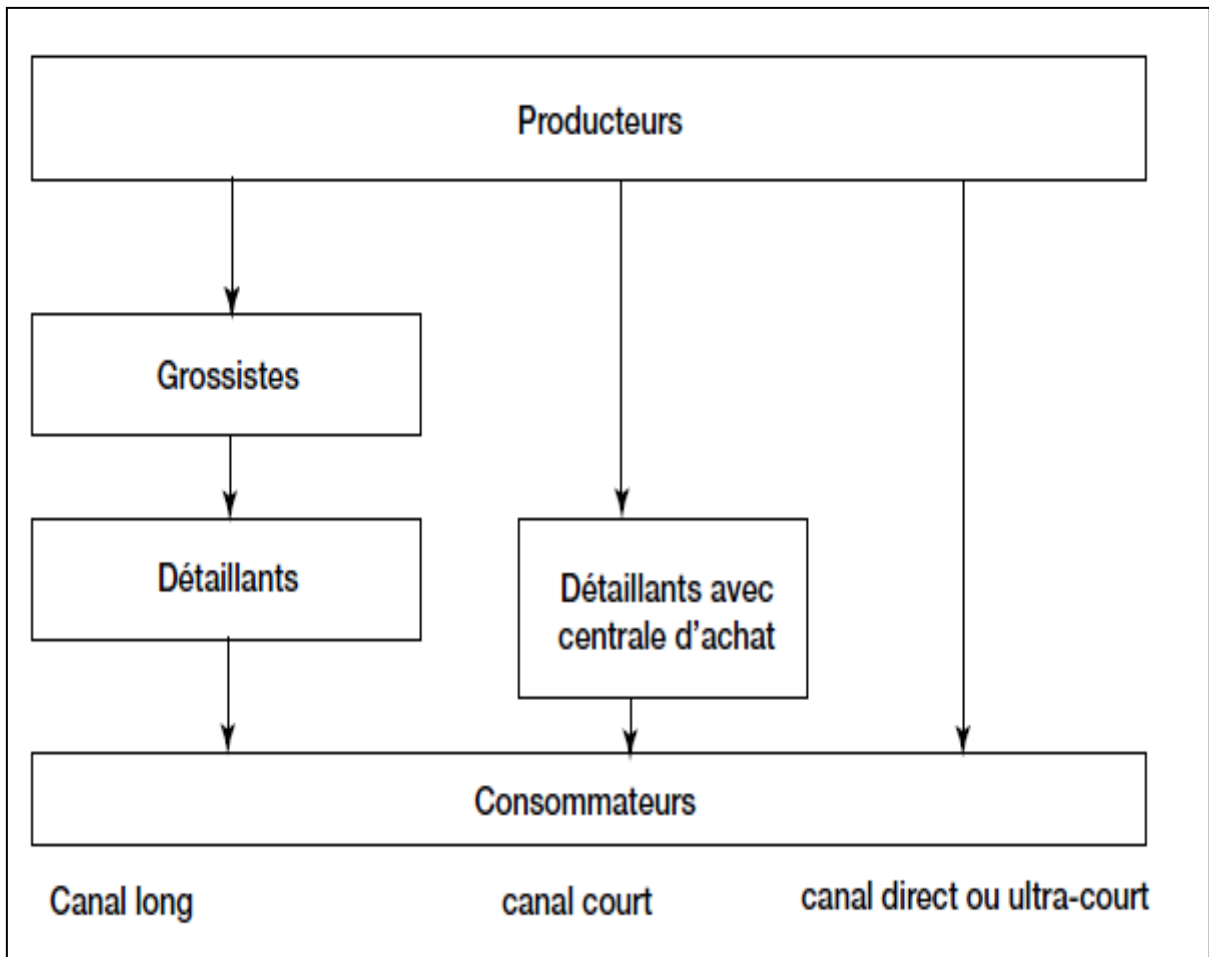 Producteurs
Grossistes
Détaillants
Détaillants avec
centrale d'achat
Consommateurs
Canal long
canal court
canal direct ou ultra-court